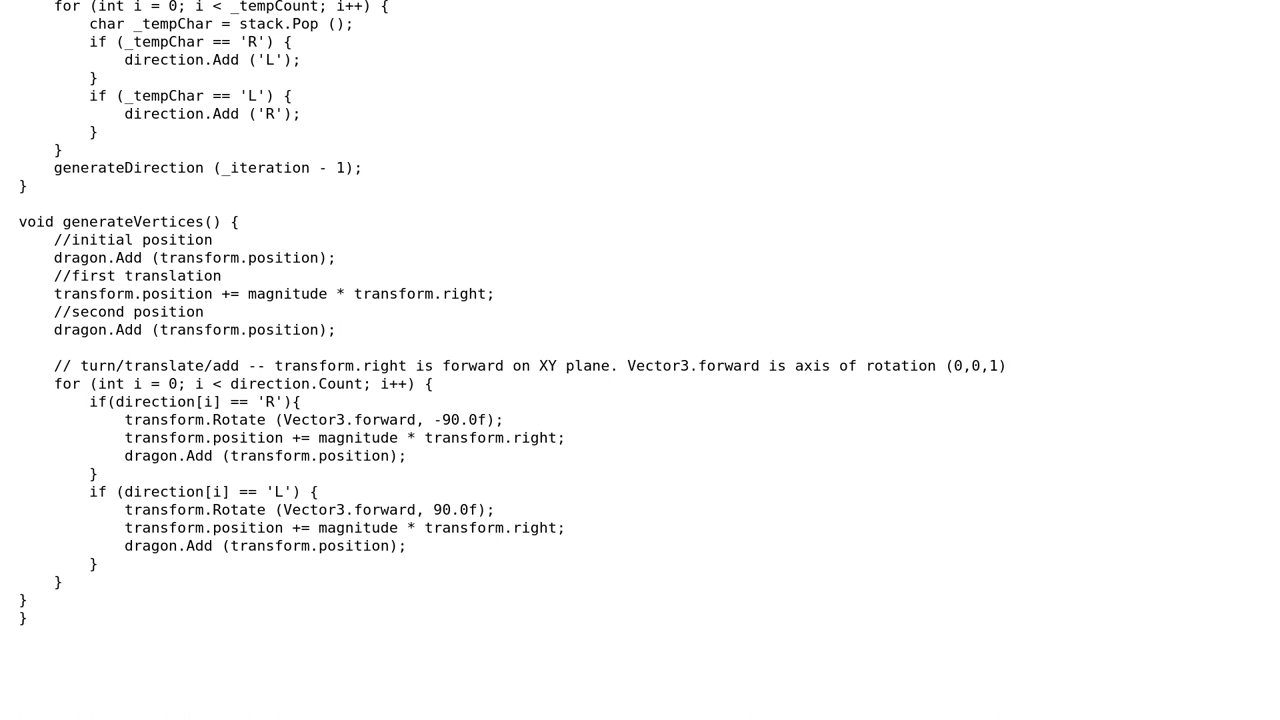 for (int i = 0; i < _tempCount; i++) {
        char _tempChar = stack.Pop ();
        if (_tempChar == 'R') {
            direction.Add ('L');
        }
        if (_tempChar == 'L') {
            direction.Add ('R');
        }
    }
    generateDirection (_iteration - 1);
}

void generateVertices() {
    //initial position
    dragon.Add (transform.position);
    //first translation
    transform.position += magnitude * transform.right;
    //second position
    dragon.Add (transform.position);

    // turn/translate/add -- transform.right is forward on XY plane. Vector3.forward is axis of rotation (0,0,1)
    for (int i = 0; i < direction.Count; i++) {
        if(direction[i] == 'R'){
            transform.Rotate (Vector3.forward, -90.0f);
            transform.position += magnitude * transform.right;
            dragon.Add (transform.position);
        }
        if (direction[i] == 'L') {
            transform.Rotate (Vector3.forward, 90.0f);
            transform.position += magnitude * transform.right;
            dragon.Add (transform.position);
        }
    }
}
}